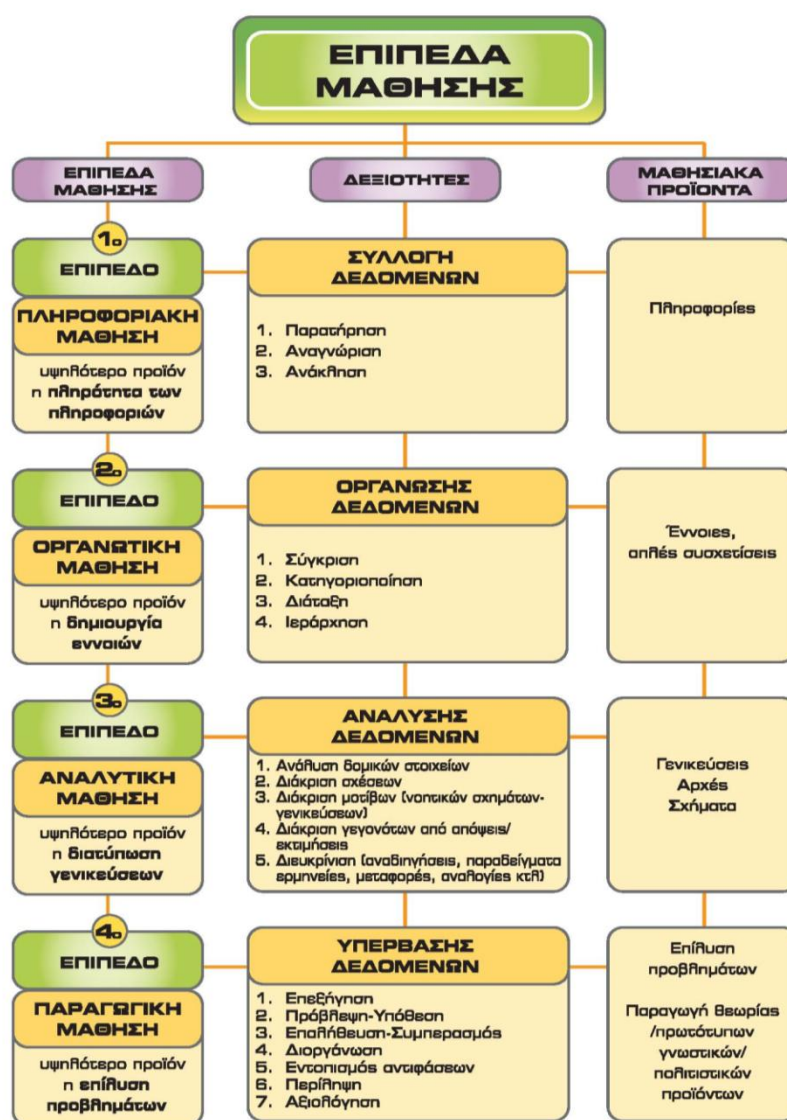 ΕΠΙΠΕΔΑ
ΜΑΘΗΣΗΣ
ΕΠΙΠΕΔΑ
ΜΑΘΗΣΗΣ
ΔΕΞΙΟΤΗΤΕΣ
ΜΑΘΗΣΙΑΚΑ
ΠΡΟΪΟΝΤΑ
1ο
ΕΠΙΠΕΔΟ
ΠΛΗΡΟΦΟΡΙΑΚΗ
ΜΑΘΗΣΗ
υψηλότερο προϊόν
η πληρότητα των
πληροφοριών
ΣΥΛΛΟΓΗ
ΔΕΔΟΜΕΝΩΝ
1. Παρατήρηση
2. Αναγνώριση
3. Ανάκληση
Πληροφορίες
2ο
ΕΠΙΠΕΔΟ
ΟΡΓΑΝΩΤΙΚΗ
ΜΑΘΗΣΗ
υψηλότερο προϊόν
η δημιουργία
εννοιών
ΟΡΓΑΝΩΣΗΣ
ΔΕΔΟΜΕΝΩΝ
1. Σύγκριση
2. Κατηγοριοποίηση
3. Διάταξη
4. Ιεράρχηση
Έννοιες,
απλές συσχετίσεις
3ο
ΕΠΙΠΕΔΟ
ΑΝΑΛΥΤΙΚΗ
ΜΑΘΗΣΗ
υψηλότερο προϊόν
η διατύπωση
γενικεύσεων
ΑΝΑΛΥΣΗΣ
ΔΕΔΟΜΕΝΩΝ
1. Ανάλυση δομικών στοιχείων
2. Διάκριση σχέσεων
3. Διάκριση μοτίβων (νοητικών σχημάτων-
γενικεύσεων)
4. Διάκριση γεγονότων από απόψεις/
εκτιμήσεις
5. Διευκρίνιση (αναδιηγήσεις, παραδείγματα
ερμηνείες, μεταφορές, αναλογίες κτλ)
Γενικεύσεις
Αρχές
Σχήματα
4ο
ΕΠΙΠΕΔΟ
ΠΑΡΑΓΩΓΙΚΗ
ΜΑΘΗΣΗ
υψηλότερο προϊόν
η επίλυση
προβλημάτων
ΥΠΕΡΒΑΣΗΣ
ΔΕΔΟΜΕΝΩΝ
1. Επεξήγηση
2. Πρόβλεψη-Υπόθεση
3. Επαλήθευση-Συμπερασμός
4. Διοργάνωση
5. Εντοπισμός αντιφάσεων
6. Περίληψη
7. Αξιολόγηση
Επίλυση
προβλημάτων
Παραγωγή θεωρίας
/πρωτότυπων
γνωστικών/
πολιτιστικών
προϊόντων